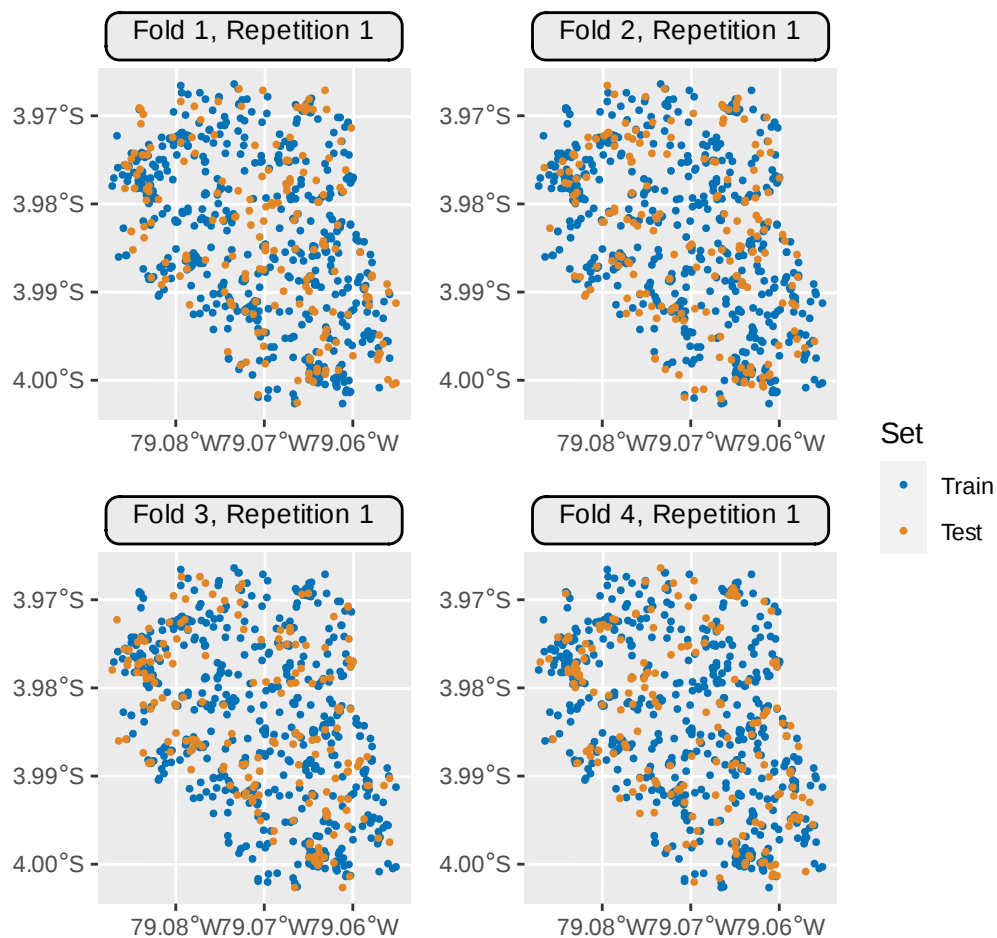 Fold 1, Repetition 1
Fold 2, Repetition 1
3.97°S
3.98°S
3.99°S
4.00°S
79.08°W79.07°W79.06°W
3.97°S
3.98°S
3.99°S
4.00°S
79.08°W79.07°W79.06°W
Set
Train
Test
Fold 3, Repetition 1
Fold 4, Repetition 1
3.97°S
3.98°S
3.99°S
4.00°S
79.08°W79.07°W79.06°W
3.97°S
3.98°S
3.99°S
4.00°S
79.08°W79.07°W79.06°W